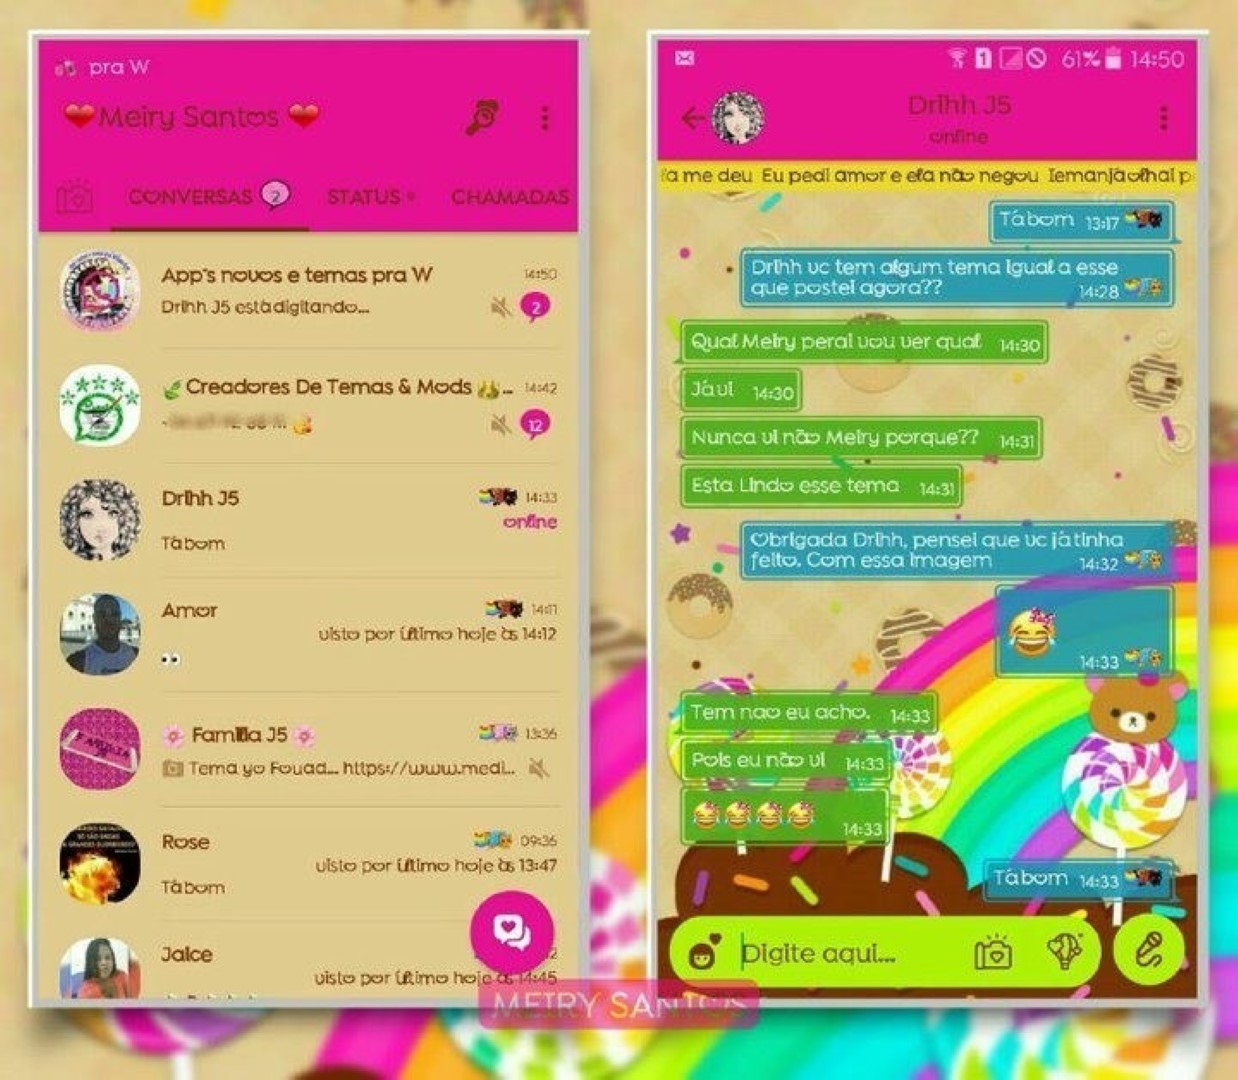 pra W
Meiry Santos
CONVERSAS 2
STATUS
CHAMADAS
App's novos e temas pra W
14:50
Drihh J5 está digitando...
2
Creadores De Temas & Mods ...
14:42
12
Drihh J5
14:33
online
Tá bom
Amor
14:11
visto por último hoje às 14:12
Família J5
13:36
Tema yo Fouad... https://www.medi...
Rose
09:36
visto por último hoje às 13:47
Tá bom
Jaice
visto por último hoje às 14:45
1
61%
14:50
Drihh J5
online
a me deu Eu pedi amor e ela não negou Iemanjá olhai p
Tá bom 13:17
Drihh vc tem algum tema igual a esse
que postei agora??
14:28
Qual Meiry perai vou ver qual 14:30
Já vi 14:30
Nunca vi não Meiry porque?? 14:31
Esta Lindo esse tema 14:31
Obrigada Drihh, pensei que vc já tinha
feito. Com essa imagem
14:32
14:33
Tem nao eu acho. 14:33
Pois eu não vi 14:33
14:33
Tá bom 14:33
Digite aqui...
MEIRY SANTOS